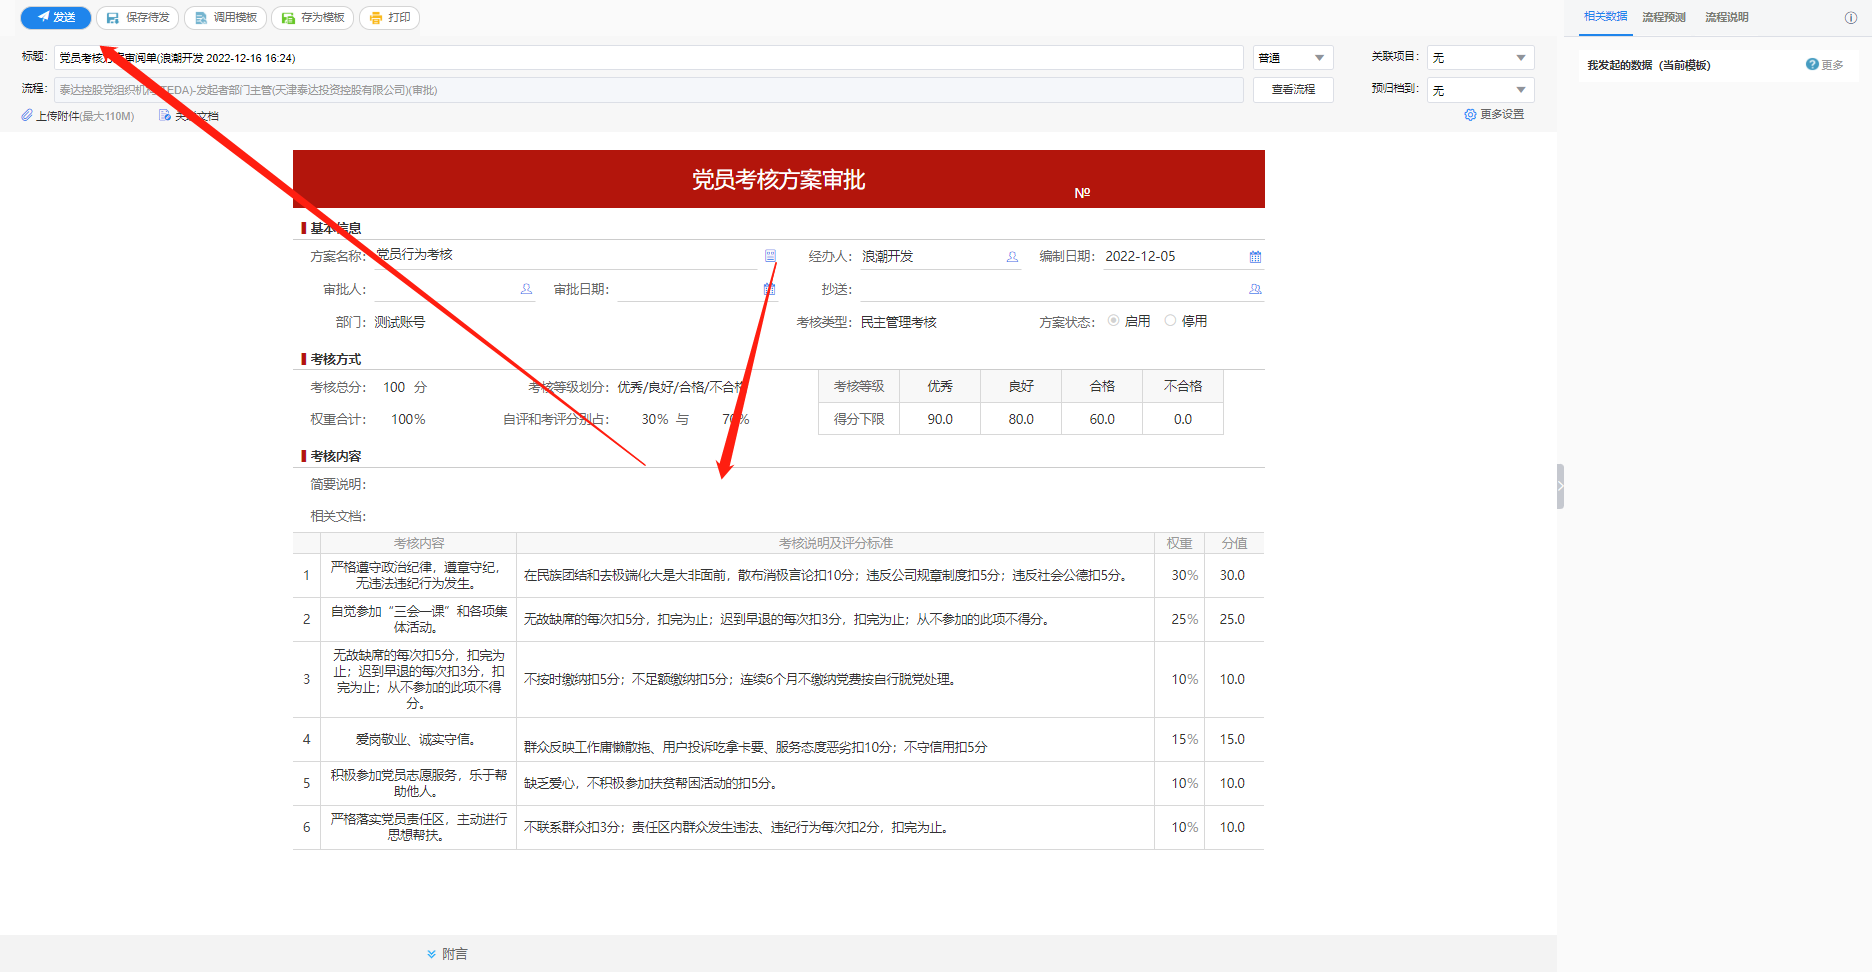 发送 保存待发 调用模板 存为模板 打印
相关数据 流程预测 流程说明
标题: 党员考核方案审阅单(浪潮开发 2022-12-16 16:24) 普通 关联项目: 无
我发起的数据 (当前模板) 更多
流程: 泰达控股党组织机构(TEDA)-发起者部门主管(天津泰达投资控股有限公司)(审批) 查看流程 预归档到: 无
上传附件(最大110M) 关联文档 更多设置
党员考核方案审批
№
基本信息
方案名称: 党员行为考核 经办人: 浪潮开发 编制日期: 2022-12-05
审批人: 审批日期: 抄送:
部门: 测试账号 考核类型: 民主管理考核 方案状态: 启用 停用
考核方式
考核总分: 100 分 考核等级划分: 优秀/良好/合格/不合格 考核等级 优秀 良好 合格 不合格
权重合计: 100% 自评和考评分别占: 30% 与 70% 得分下限 90.0 80.0 60.0 0.0
考核内容
简要说明:
相关文档:
考核内容 考核说明及评分标准 权重 分值
1 严格遵守政治纪律，遵章守纪，
无违法违纪行为发生。 在民族团结和去极端化大是大非面前，散布消极言论扣10分；违反公司规章制度扣5分；违反社会公德扣5分。 30% 30.0
2 自觉参加“三会一课”和各项集
体活动。 无故缺席的每次扣5分，扣完为止；迟到早退的每次扣3分，扣完为止；从不参加的此项不得分。 25% 25.0
3 无故缺席的每次扣5分，扣完为
止；迟到早退的每次扣3分，扣
完为止；从不参加的此项不得
分。 不按时缴纳扣5分；不足额缴纳扣5分；连续6个月不缴纳党费按自行脱党处理。 10% 10.0
4 爱岗敬业、诚实守信。 群众反映工作庸懒散拖、用户投诉吃拿卡要、服务态度恶劣扣10分；不守信用扣5分 15% 15.0
5 积极参加党员志愿服务，乐于帮
助他人。 缺乏爱心，不积极参加扶贫帮困活动的扣5分。 10% 10.0
6 严格落实党员责任区，主动进行
思想帮扶。 不联系群众扣3分；责任区内群众发生违法、违纪行为每次扣2分，扣完为止。 10% 10.0
附言